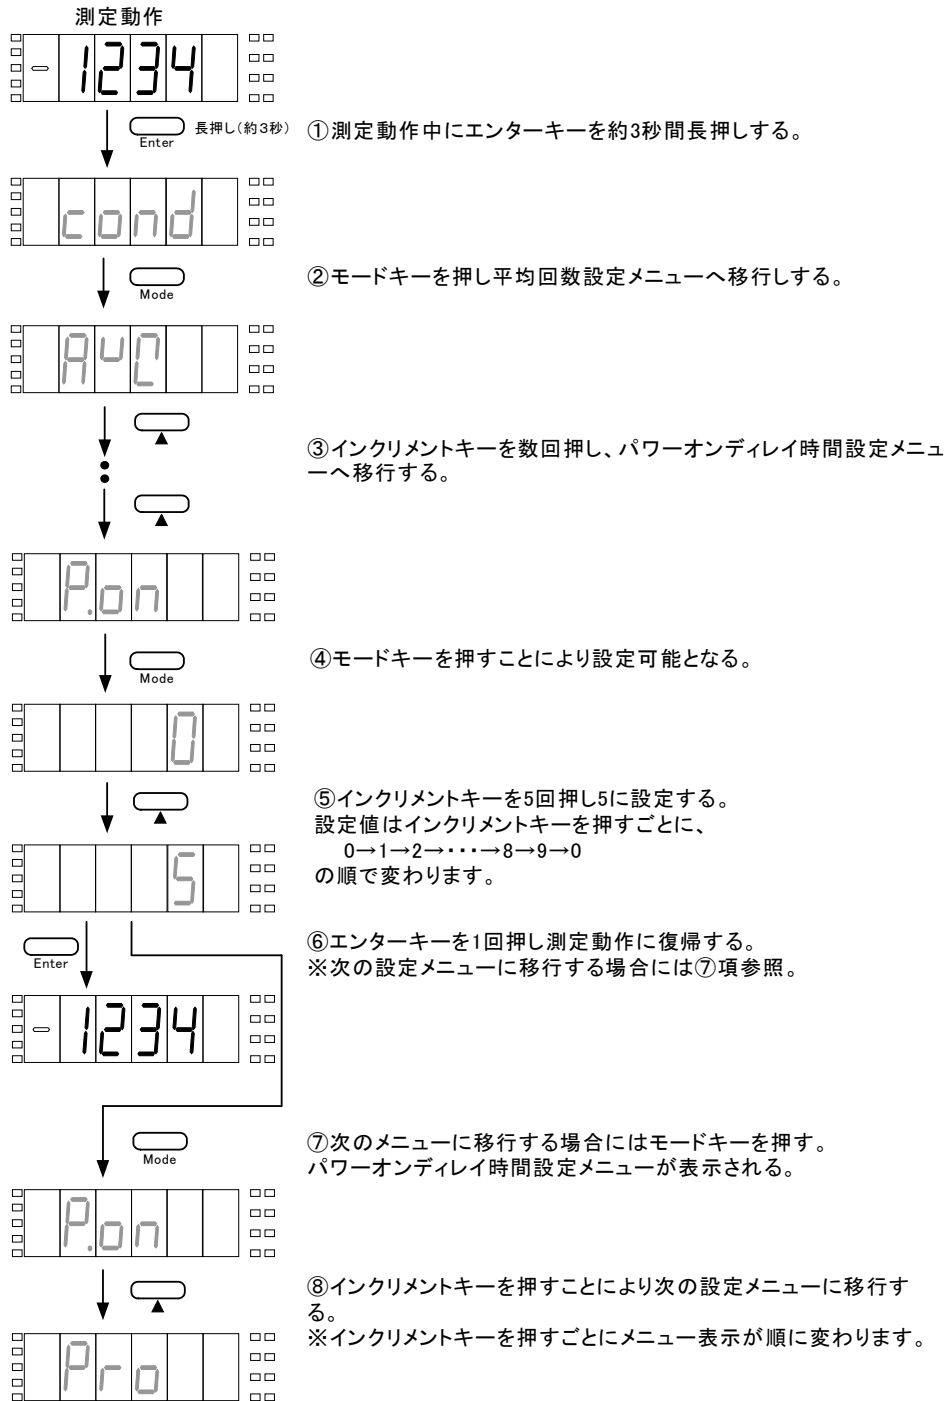 測定動作
-1234
長押し(約3秒)
Enter
①測定動作中にエンターキーを約3秒間長押しする。
cond
Mode
②モードキーを押し平均回数設定メニューへ移行しする。
AVG
▲
③インクリメントキーを数回押し、パワーオンディレイ時間設定メニュ
ーへ移行する。
▲
P.on
Mode
④モードキーを押すことにより設定可能となる。
0
▲
⑤インクリメントキーを5回押し5に設定する。
設定値はインクリメントキーを押すごとに、
0→1→2→・・・→8→9→0
の順で変わります。
5
Enter
⑥エンターキーを1回押し測定動作に復帰する。
※次の設定メニューに移行する場合には⑦項参照。
-1234
Mode
⑦次のメニューに移行する場合にはモードキーを押す。
パワーオンディレイ時間設定メニューが表示される。
P.on
▲
⑧インクリメントキーを押すことにより次の設定メニューに移行す
る。
※インクリメントキーを押すごとにメニュー表示が順に変わります。
Pro